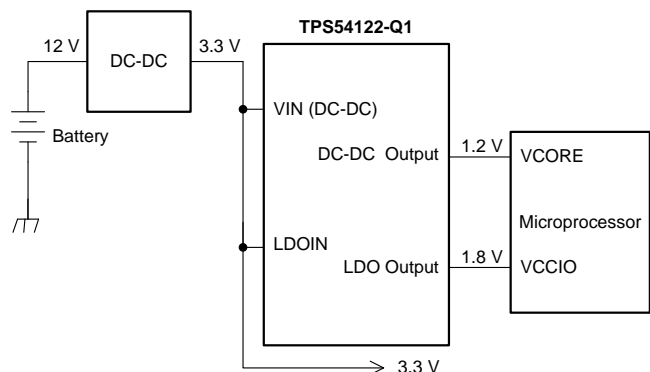 TPS54122-Q1
12 V
DC-DC
3.3 V
VIN (DC-DC)
Battery
DC-DC Output
1.2 V
VCORE
Microprocessor
LDOIN
LDO Output
1.8 V
VCCIO
3.3 V